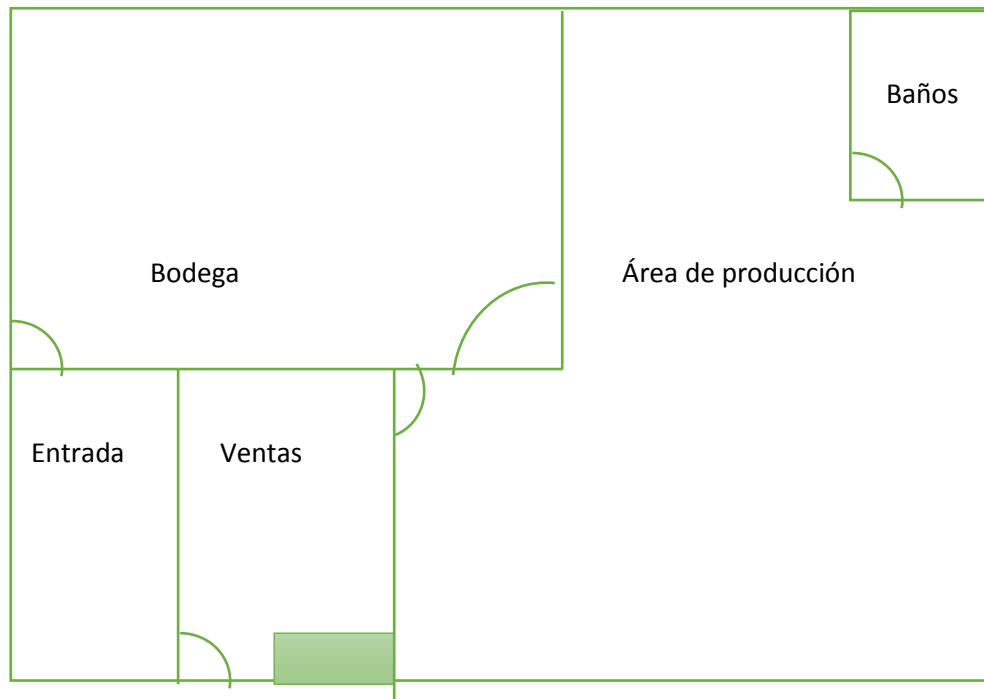 Baños
Bodega
Área de producción
Entrada
Ventas